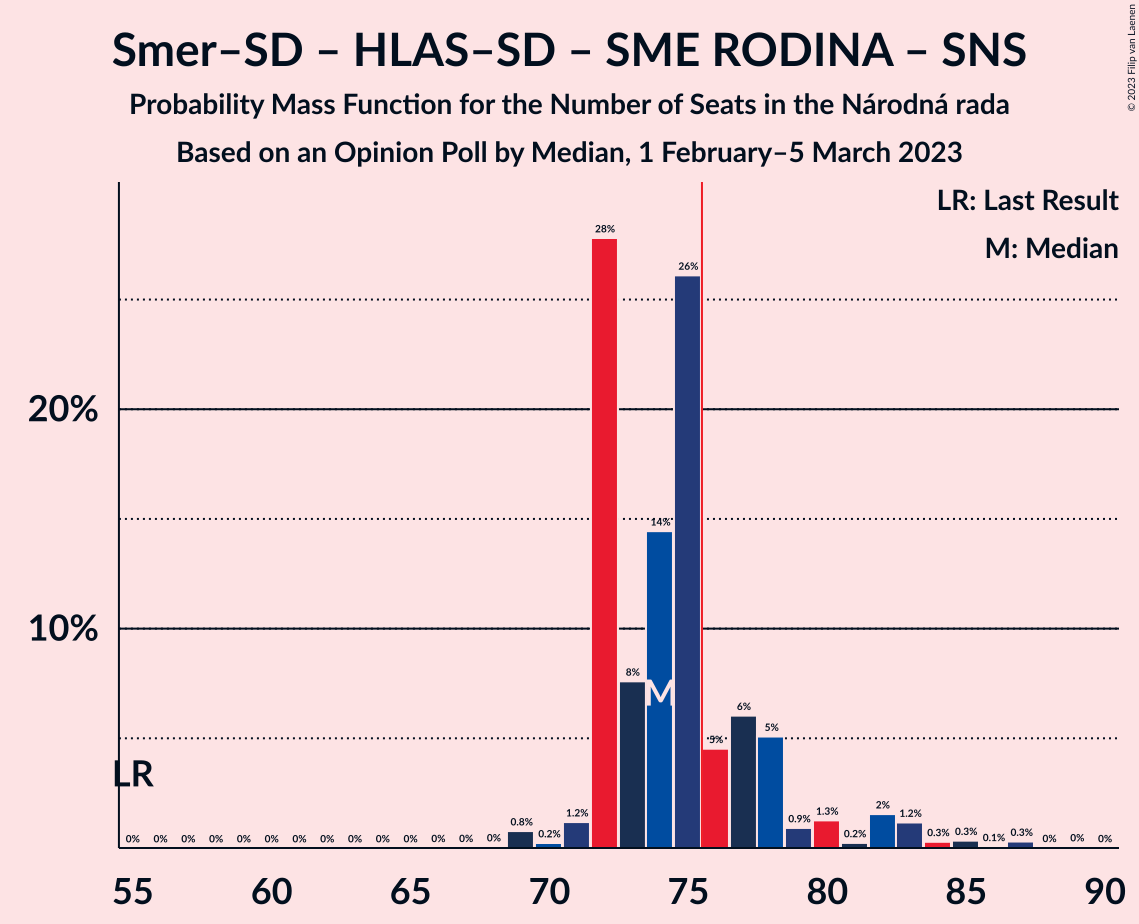 Smer–SD – HLAS–SD – SME RODINA – SNS
Probability Mass Function for the Number of Seats in the Národná rada
Based on an Opinion Poll by Median, 1 February–5 March 2023
© 2023 Filip van Laenen
LR: Last Result
M: Median
20%
10%
LR
M
0% 0% 0% 0% 0% 0% 0% 0% 0% 0% 0% 0% 0% 0% 0.8% 0.2% 1.2% 28% 8% 14% 26% 5% 6% 5% 0.9% 1.3% 0.2% 2% 1.2% 0.3% 0.3% 0.1% 0.3% 0% 0% 0%
55 60 65 70 75 80 85 90